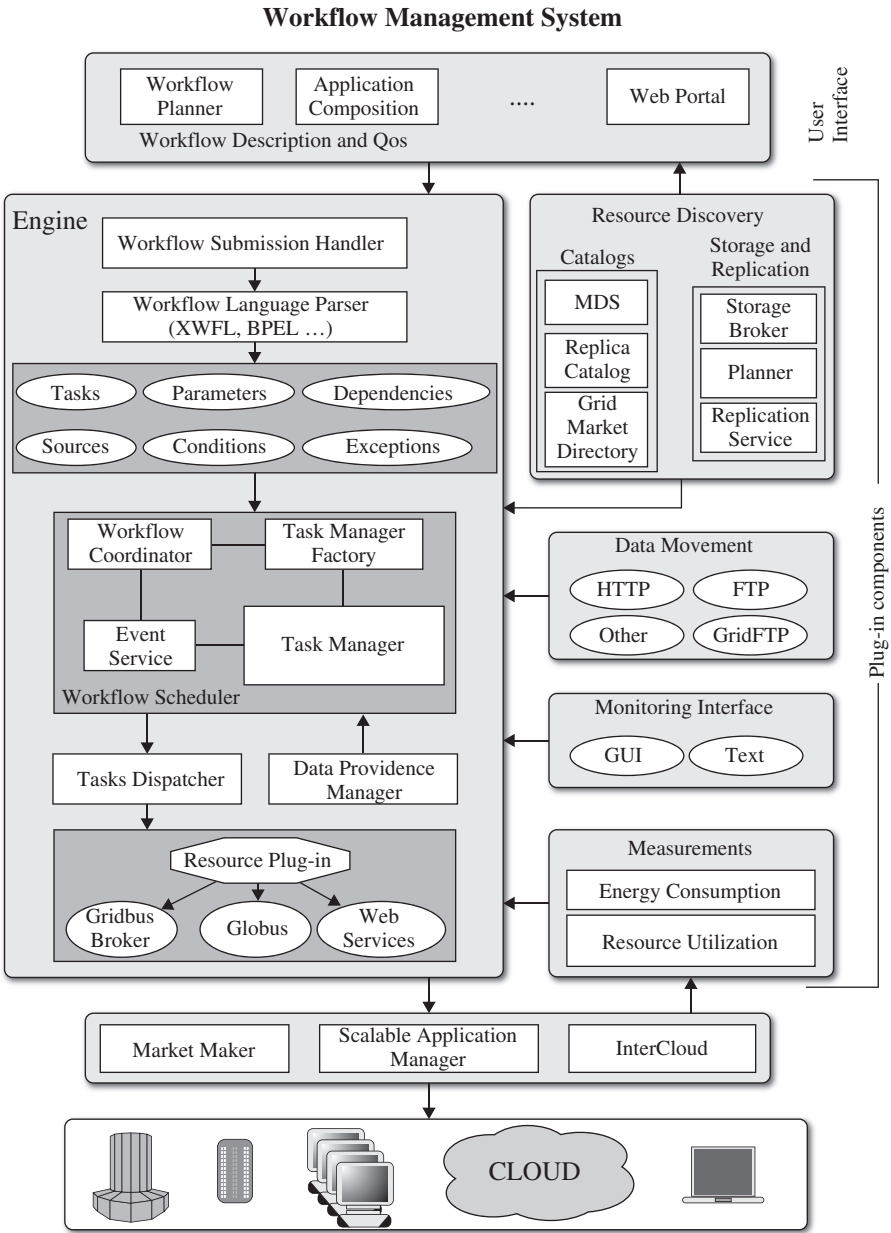 Workflow Management System
Workflow
Planner
Application
Composition
....
Web Portal
Workflow Description and Qos
User
Interface
Engine
Workflow Submission Handler
Workflow Language Parser
(XWFL, BPEL …)
Tasks
Parameters
Dependencies
Sources
Conditions
Exceptions
Workflow
Coordinator
Task Manager
Factory
Event
Service
Task Manager
Workflow Scheduler
Tasks Dispatcher
Data Providence
Manager
Resource Plug-in
Gridbus
Broker
Globus
Web
Services
Resource Discovery
Catalogs
MDS
Replica
Catalog
Grid
Market
Directory
Storage and
Replication
Storage
Broker
Planner
Replication
Service
Data Movement
HTTP
FTP
Other
GridFTP
Monitoring Interface
GUI
Text
Measurements
Energy Consumption
Resource Utilization
Plug-in components
Market Maker
Scalable Application
Manager
InterCloud
CLOUD